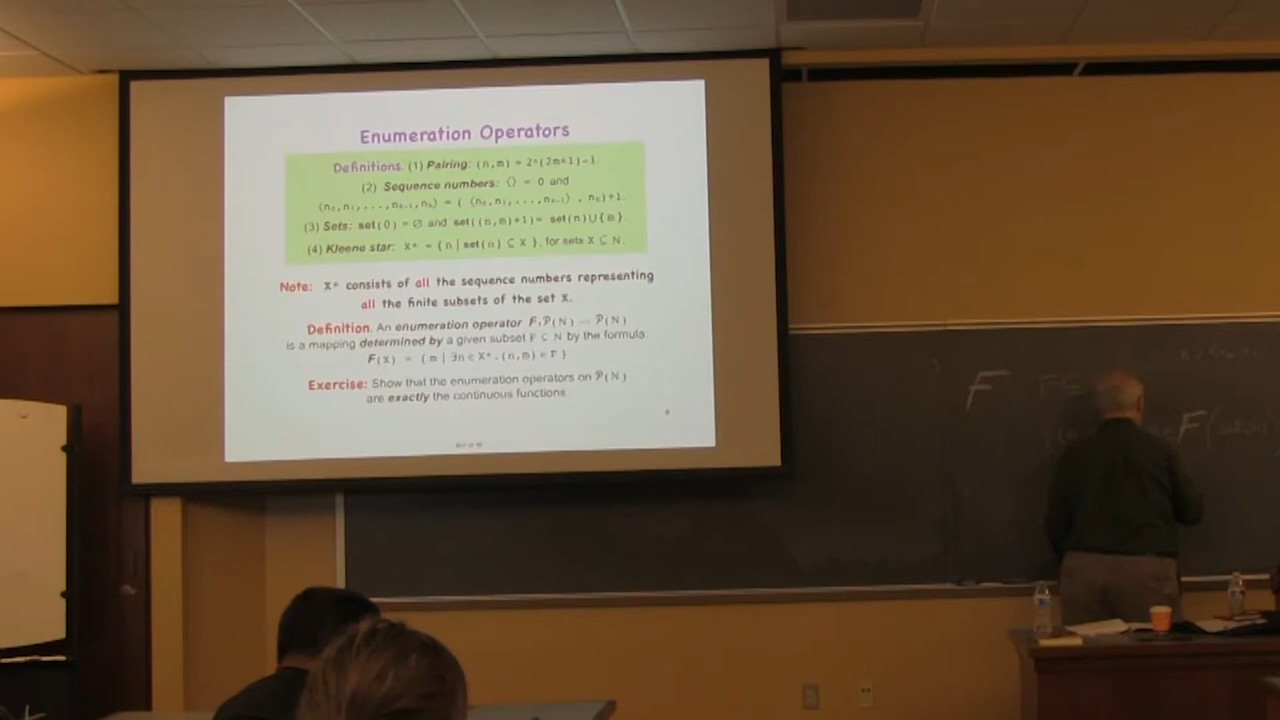 Enumeration Operators
Definitions. (1) Pairing: (n,m) = 2ⁿ(2m+1)-1.
(2) Sequence numbers: ⟨⟩ = 0 and
⟨n₀,n₁,...,nₖ₋₁,nₖ⟩ = ( ⟨n₀,n₁,...,nₖ₋₁⟩ , nₖ)+1.
(3) Sets: set(0) = ∅ and set((n,m)+1)= set(n)∪{m}.
(4) Kleene star: X* = {n | set(n) ⊆ X }, for sets X ⊆ N.
Note: X* consists of all the sequence numbers representing
all the finite subsets of the set X.
Definition. An enumeration operator F:𝒫(N) → 𝒫(N)
is a mapping determined by a given subset F ⊆ N by the formula:
F(X) = {m | ∃n ∈ X* . (n,m) ∈ F }
Exercise: Show that the enumeration operators on 𝒫(N)
are exactly the continuous functions
F F⊆
F(set(n))